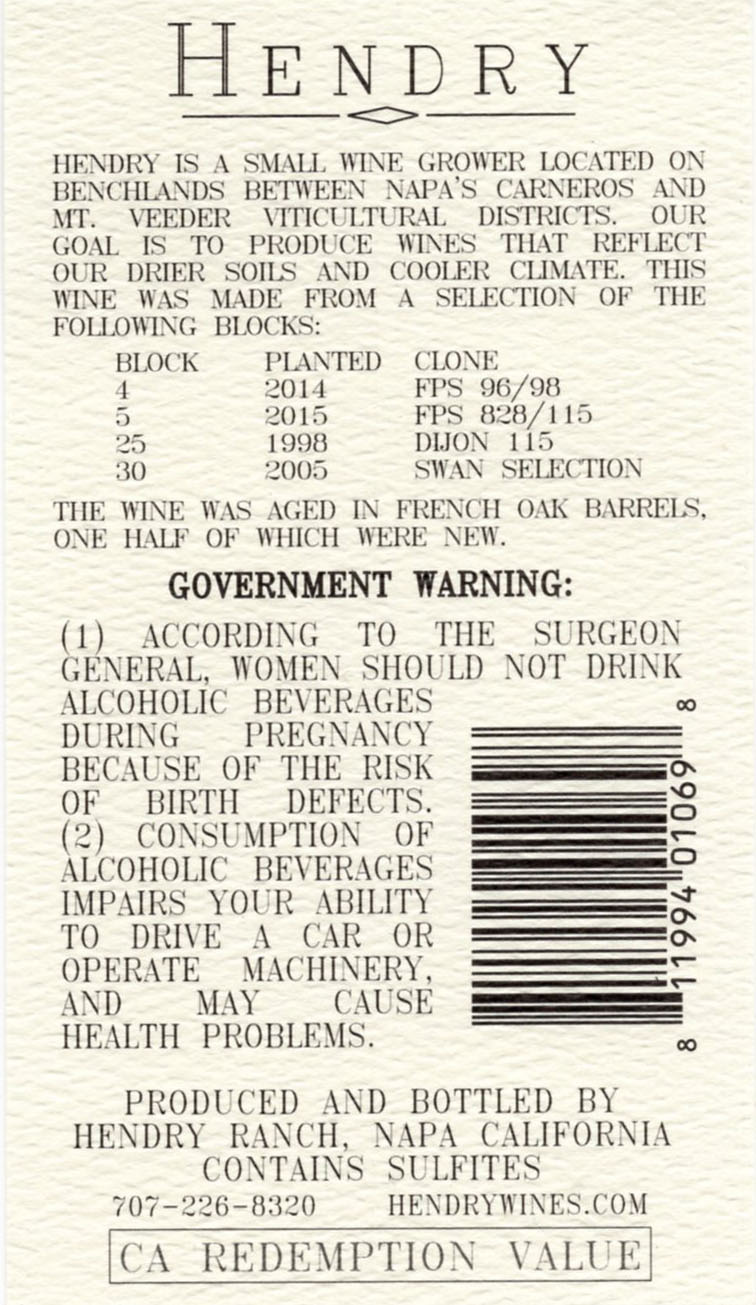 HENDRY
HENDRY IS A SMALL WINE GROWER LOCATED ON
BENCHLANDS BETWEEN NAPA'S CARNEROS AND
MT. VEEDER VITICULTURAL DISTRICTS. OUR
GOAL IS TO PRODUCE WINES THAT REFLECT
OUR DRIER SOILS AND COOLER CLIMATE. THIS
WINE WAS MADE FROM A SELECTION OF THE
FOLLOWING BLOCKS:
BLOCK PLANTED CLONE
4 2014 FPS 96/98
5 2015 FPS 828/115
25 1998 DIJON 115
30 2005 SWAN SELECTION
THE WINE WAS AGED IN FRENCH OAK BARRELS,
ONE HALF OF WHICH WERE NEW.
GOVERNMENT WARNING:
(1) ACCORDING TO THE SURGEON
GENERAL, WOMEN SHOULD NOT DRINK
ALCOHOLIC BEVERAGES
DURING PREGNANCY
BECAUSE OF THE RISK
OF BIRTH DEFECTS.
(2) CONSUMPTION OF
ALCOHOLIC BEVERAGES
IMPAIRS YOUR ABILITY
TO DRIVE A CAR OR
OPERATE MACHINERY,
AND MAY CAUSE
HEALTH PROBLEMS.
8 11994 01069 8
PRODUCED AND BOTTLED BY
HENDRY RANCH, NAPA CALIFORNIA
CONTAINS SULFITES
707-226-8320 HENDRYWINES.COM
CA REDEMPTION VALUE